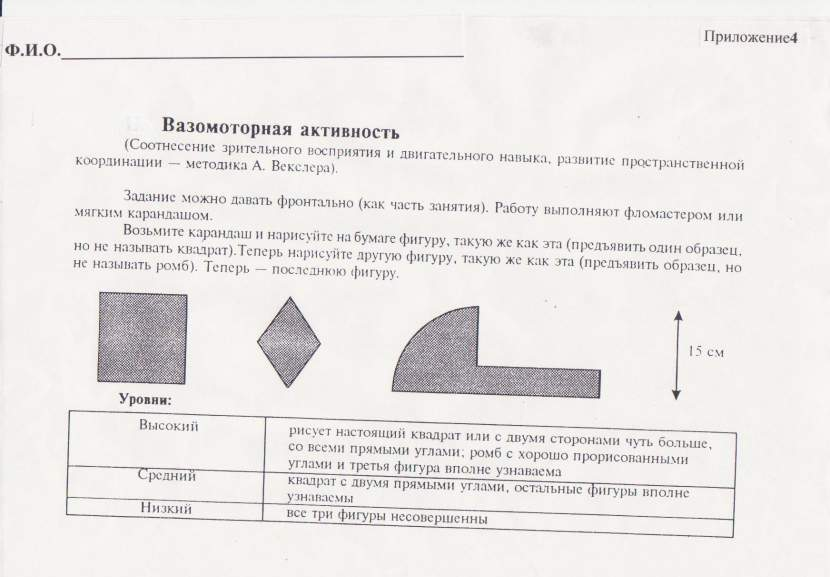 Приложение4
Ф.И.О.
Вазомоторная активность
(Соотнесение зрительного восприятия и двигательного навыка, развитие пространственной
координации — методика А. Векслера).
Задание можно давать фронтально (как часть занятия). Работу выполняют фломастером или
мягким карандашом.
Возьмите карандаш и нарисуйте на бумаге фигуру, такую же как эта (предъявить один образец,
но не называть квадрат).Теперь нарисуйте другую фигуру, такую же как эта (предъявить образец, но
не называть ромб). Теперь — последнюю фигуру.
15 см
Уровни:
Высокий
рисует настоящий квадрат или с двумя сторонами чуть больше,
со всеми прямыми углами; ромб с хорошо прорисованными
углами и третья фигура вполне узнаваема
Средний
квадрат с двумя прямыми углами, остальные фигуры вполне
узнаваемы
Низкий
все три фигуры несовершенны